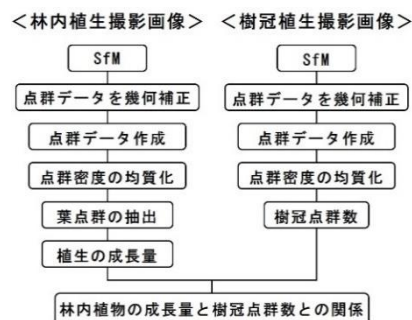 ＜林内植生撮影画像＞ ＜樹冠植生撮影画像＞
SfM SfM
点群データを幾何補正 点群データを幾何補正
点群データ作成 点群データ作成
点群密度の均質化 点群密度の均質化
葉点群の抽出 樹冠点群数
植生の成長量
林内植物の成長量と樹冠点群数との関係